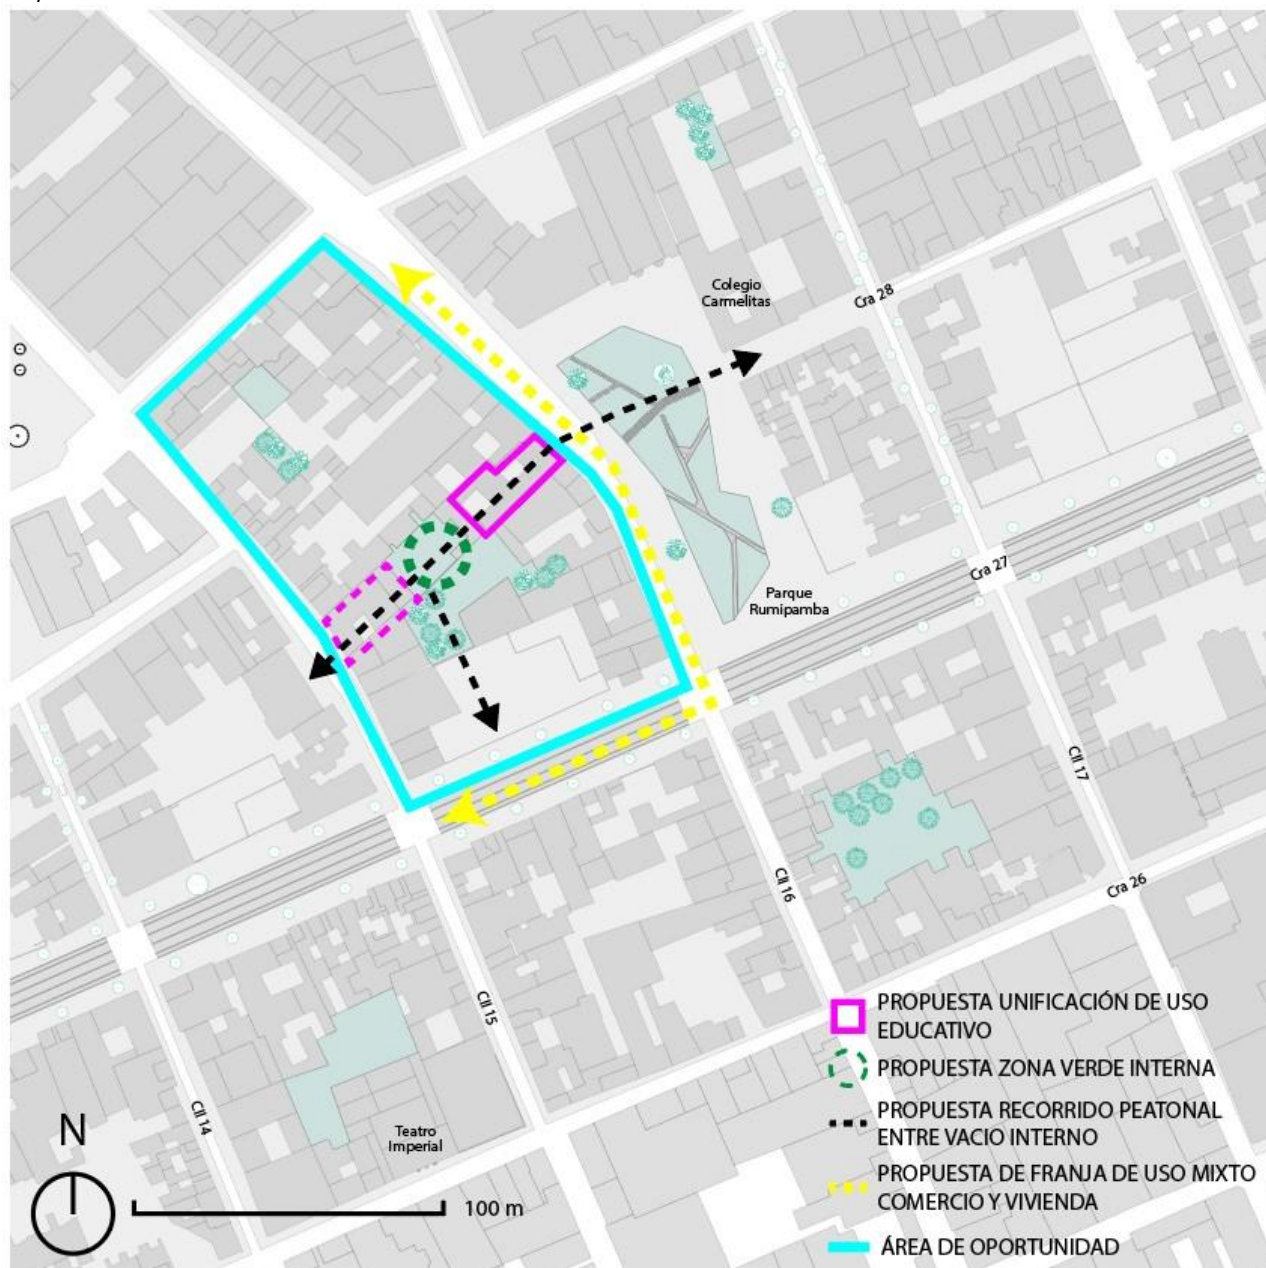 Colegio
Carmelitas
Cra 28
Cra 27
Parque
Rumipamba
Cll 17
Cll 16
Cra 26
Cll 15
Cll 14
Teatro
Imperial
N
100 m
PROPUESTA UNIFICACIÓN DE USO
EDUCATIVO
PROPUESTA ZONA VERDE INTERNA
PROPUESTA RECORRIDO PEATONAL
ENTRE VACIO INTERNO
PROPUESTA DE FRANJA DE USO MIXTO
COMERCIO Y VIVIENDA
ÁREA DE OPORTUNIDAD